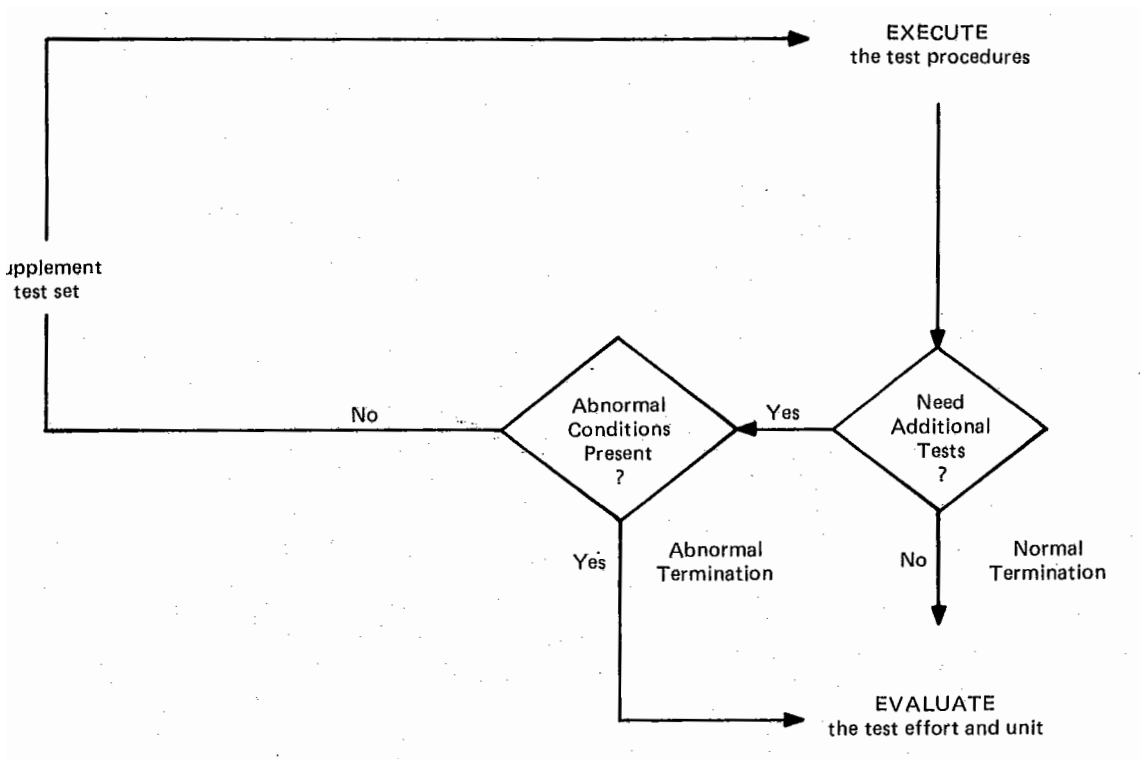 EXECUTE
the test procedures
upplement
test set
No
Abnormal
Conditions
Present
?
Yes
Need
Additional
Tests
?
Yes
Abnormal
Termination
No
Normal
Termination
EVALUATE
the test effort and unit